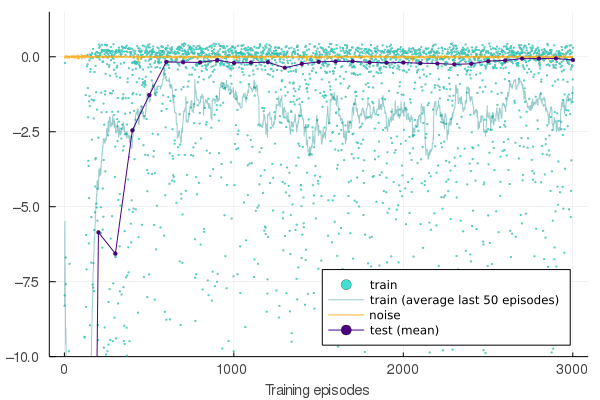 0.0
−2.5
−5.0
−7.5
−10.0
train
train (average last 50 episodes)
noise
test (mean)
0 1000 2000 3000
Training episodes